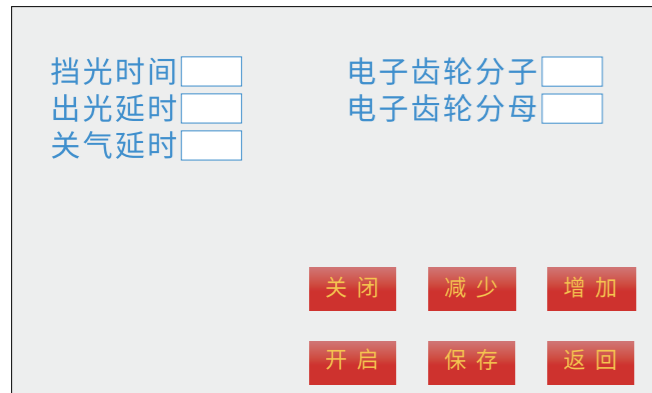 挡光时间 电子齿轮分子
出光延时 电子齿轮分母
关气延时
关闭 减少 增加
开启 保存 返回